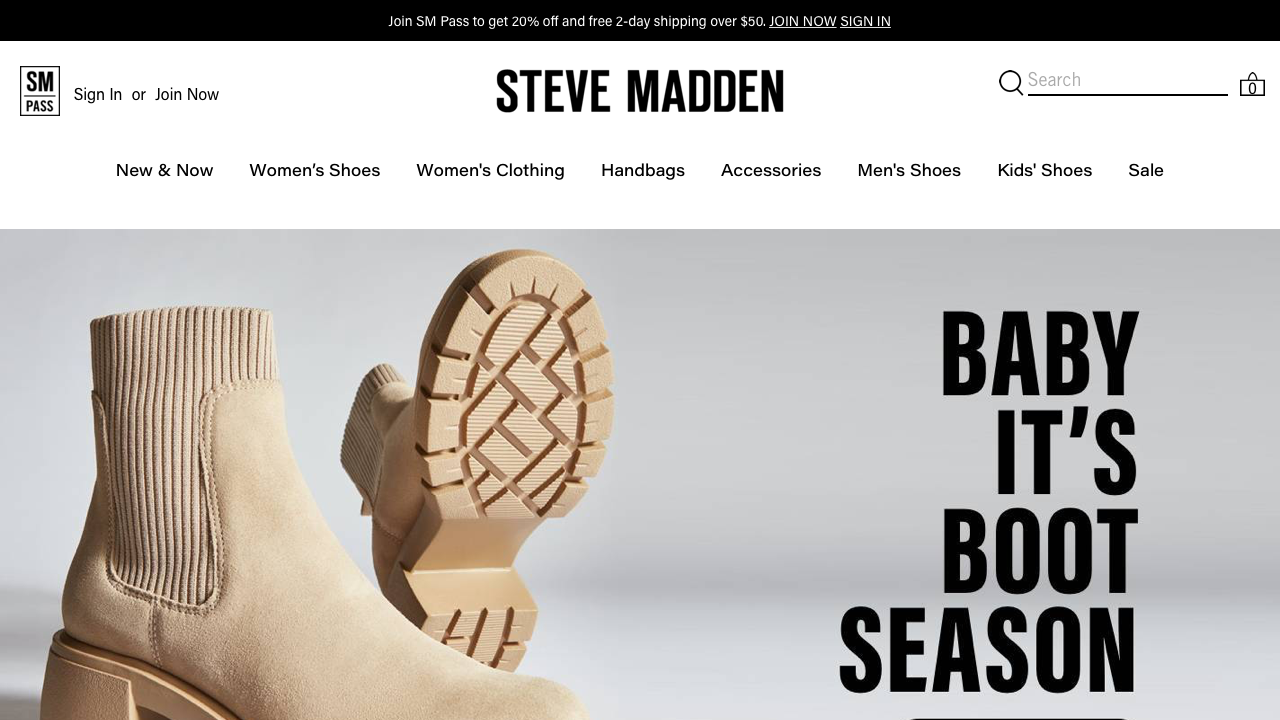 Join SM Pass to get 20% off and free 2-day shipping over $50. JOIN NOW SIGN IN
SM
PASS
Sign In or Join Now
STEVE MADDEN
Search
0
New & Now Women's Shoes Women's Clothing Handbags Accessories Men's Shoes Kids' Shoes Sale
BABY
IT'S
BOOT
SEASON